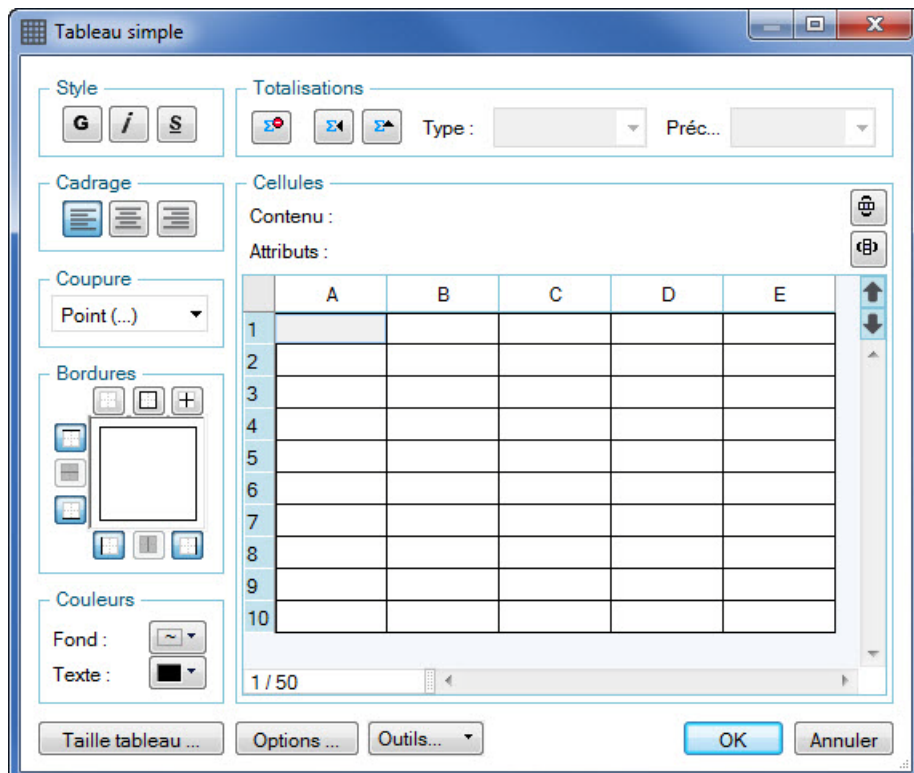 Tableau simple
Style
G i S
Totalisations
Type :
Préc...
Cadrage
Cellules
Contenu :
Attributs :
Coupure
Point (...)
A B C D E
1
2
3
4
5
6
7
8
9
10
Bordures
Couleurs
Fond :
Texte :
1 / 50
Taille tableau ... Options ... Outils... OK Annuler